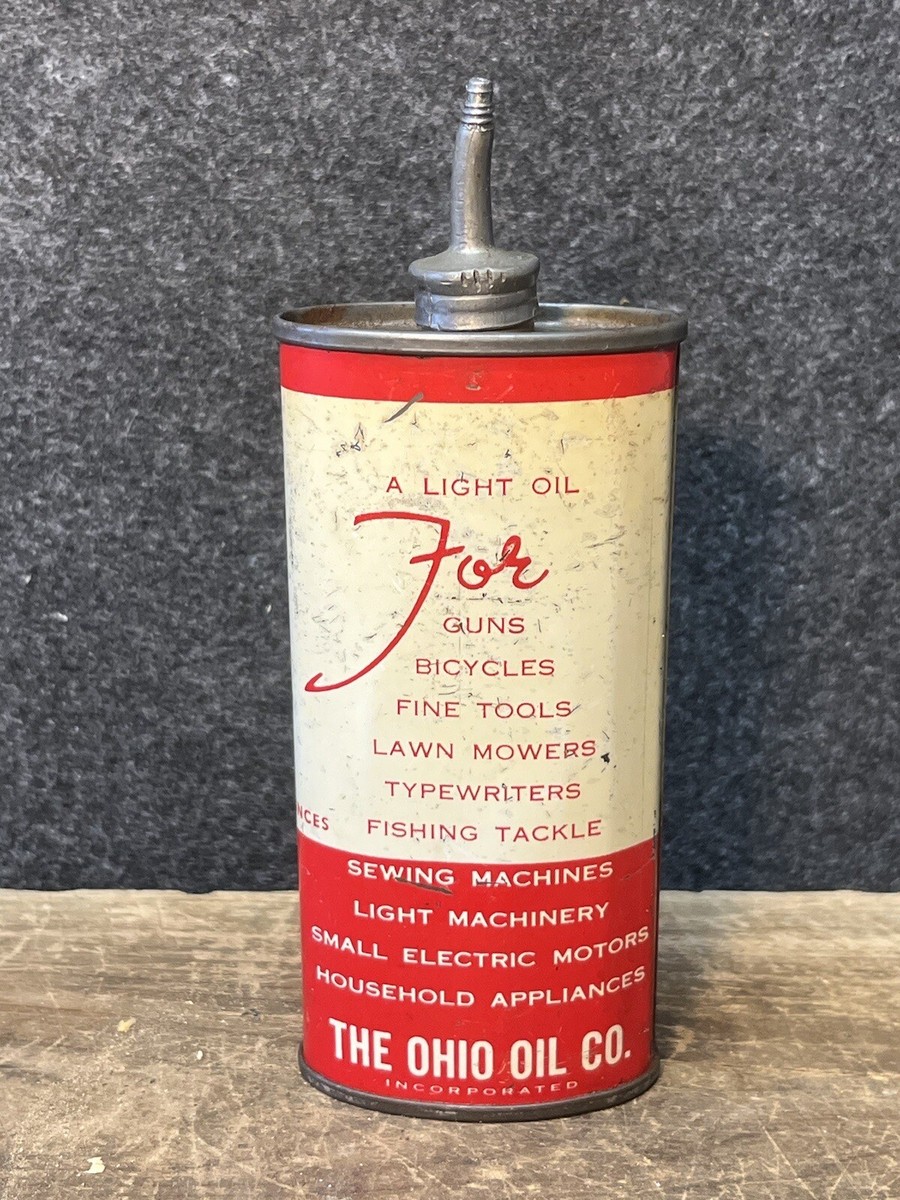 A LIGHT OIL
For
GUNS
BICYCLES
FINE TOOLS
LAWN MOWERS
TYPEWRITERS
FISHING TACKLE
SEWING MACHINES
LIGHT MACHINERY
SMALL ELECTRIC MOTORS
HOUSEHOLD APPLIANCES
THE OHIO OIL CO.
INCORPORATED
NCES